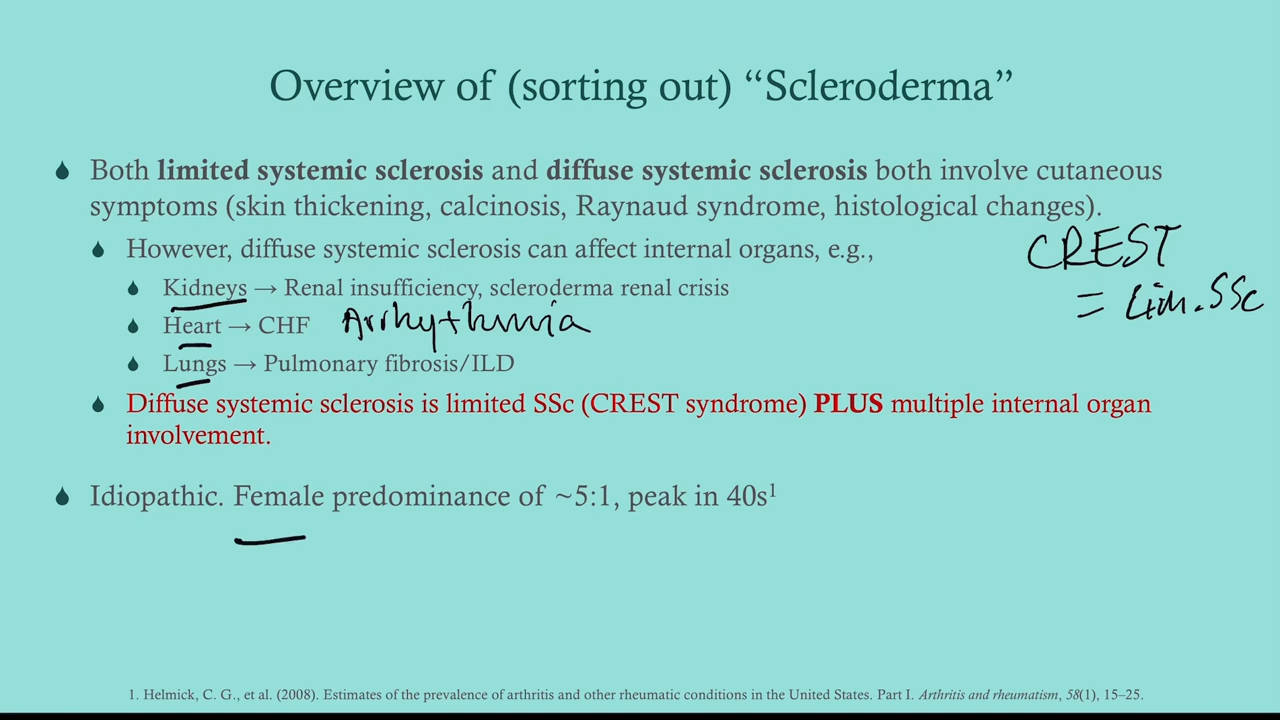 Overview of (sorting out) “Scleroderma”
Both limited systemic sclerosis and diffuse systemic sclerosis both involve cutaneous
symptoms (skin thickening, calcinosis, Raynaud syndrome, histological changes).
However, diffuse systemic sclerosis can affect internal organs, e.g.,
CREST
= Lim. SSc
Kidneys → Renal insufficiency, scleroderma renal crisis
Heart → CHF Arrhythmia
Lungs → Pulmonary fibrosis/ILD
Diffuse systemic sclerosis is limited SSc (CREST syndrome) PLUS multiple internal organ
involvement.
Idiopathic. Female predominance of ~5:1, peak in 40s¹
1. Helmick, C. G., et al. (2008). Estimates of the prevalence of arthritis and other rheumatic conditions in the United States. Part I. Arthritis and rheumatism, 58(1), 15–25.